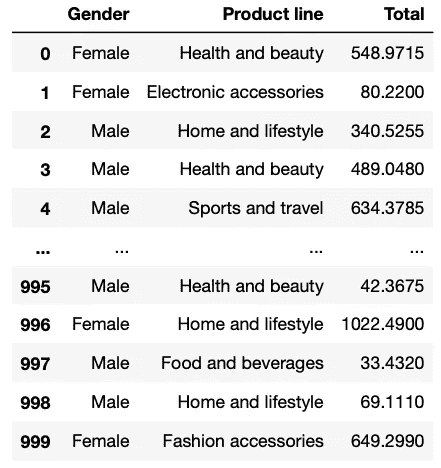 Gender Product line Total
0 Female Health and beauty 548.9715
1 Female Electronic accessories 80.2200
2 Male Home and lifestyle 340.5255
3 Male Health and beauty 489.0480
4 Male Sports and travel 634.3785
... ... ... ...
995 Male Health and beauty 42.3675
996 Female Home and lifestyle 1022.4900
997 Male Food and beverages 33.4320
998 Male Home and lifestyle 69.1110
999 Female Fashion accessories 649.2990